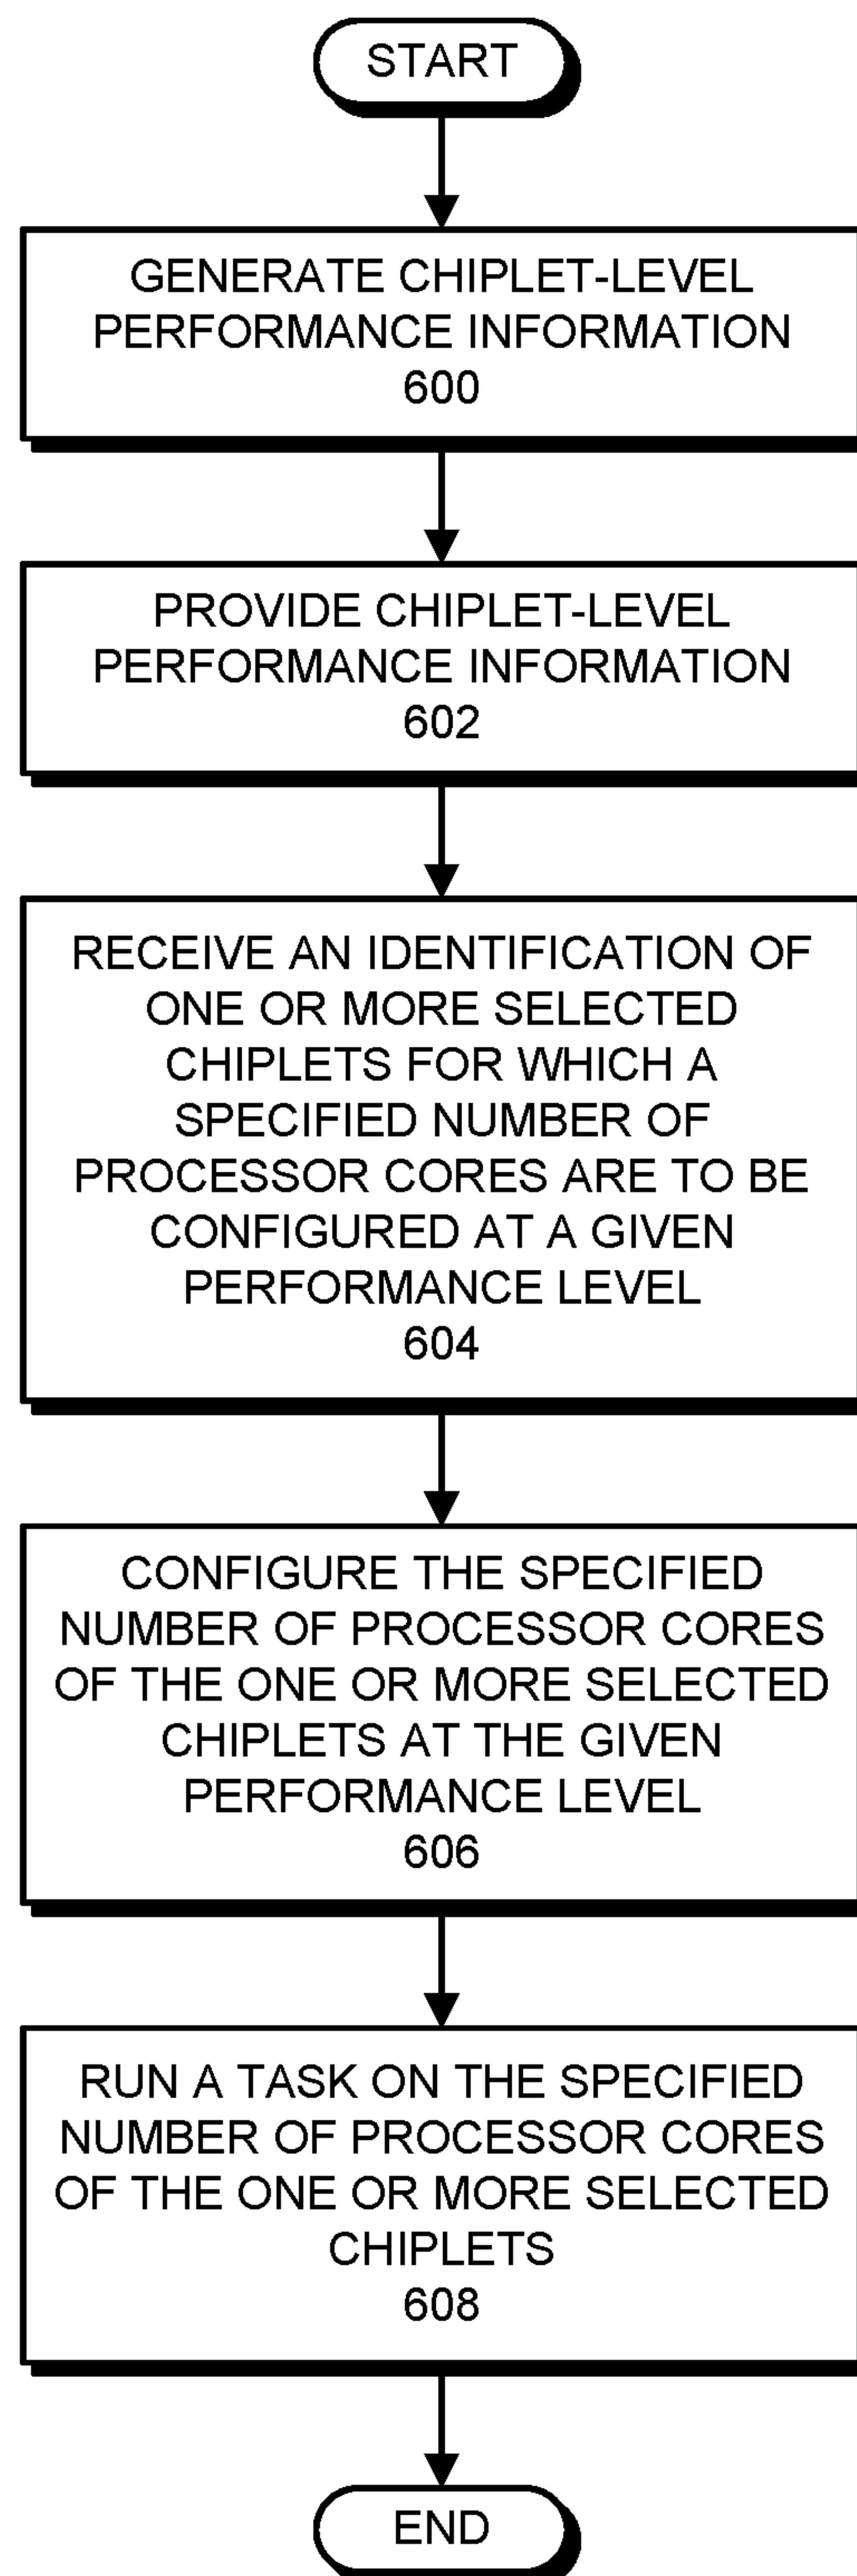 START
GENERATE CHIPLET-LEVEL
PERFORMANCE INFORMATION
600
PROVIDE CHIPLET-LEVEL
PERFORMANCE INFORMATION
602
RECEIVE AN IDENTIFICATION OF
ONE OR MORE SELECTED
CHIPLETS FOR WHICH A
SPECIFIED NUMBER OF
PROCESSOR CORES ARE TO BE
CONFIGURED AT A GIVEN
PERFORMANCE LEVEL
604
CONFIGURE THE SPECIFIED
NUMBER OF PROCESSOR CORES
OF THE ONE OR MORE SELECTED
CHIPLETS AT THE GIVEN
PERFORMANCE LEVEL
606
RUN A TASK ON THE SPECIFIED
NUMBER OF PROCESSOR CORES
OF THE ONE OR MORE SELECTED
CHIPLETS
608
END